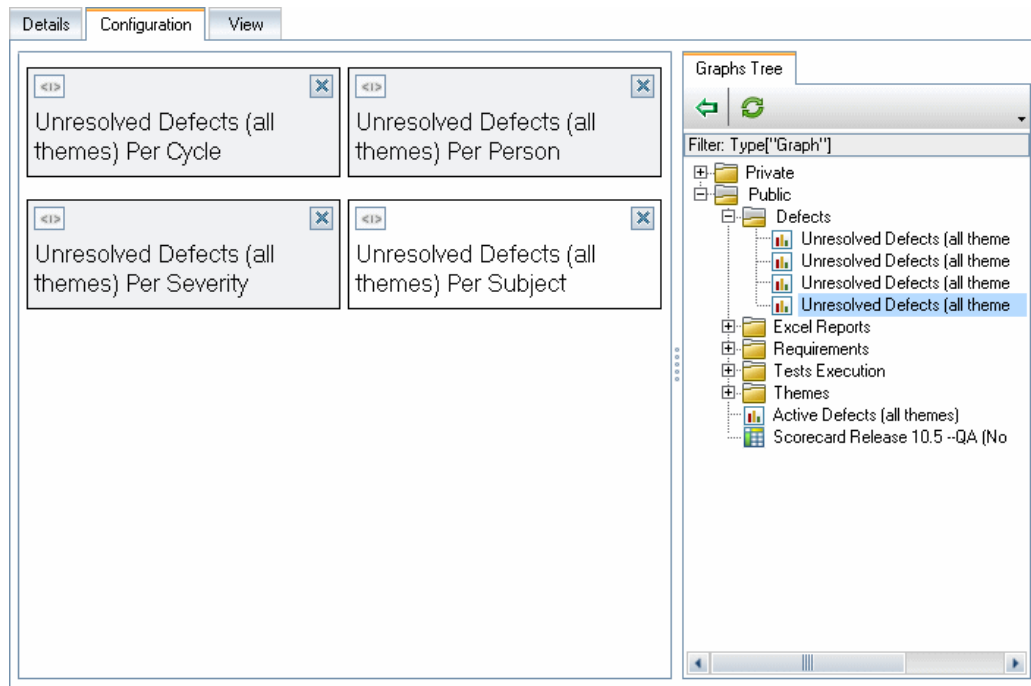 Details Configuration View
Unresolved Defects (all
themes) Per Cycle
Unresolved Defects (all
themes) Per Person
Unresolved Defects (all
themes) Per Severity
Unresolved Defects (all
themes) Per Subject
Graphs Tree
Filter: Type["Graph"]
Private
Public
Defects
Unresolved Defects (all theme
Unresolved Defects (all theme
Unresolved Defects (all theme
Unresolved Defects (all theme
Excel Reports
Requirements
Tests Execution
Themes
Active Defects (all themes)
Scorecard Release 10.5 --QA (No